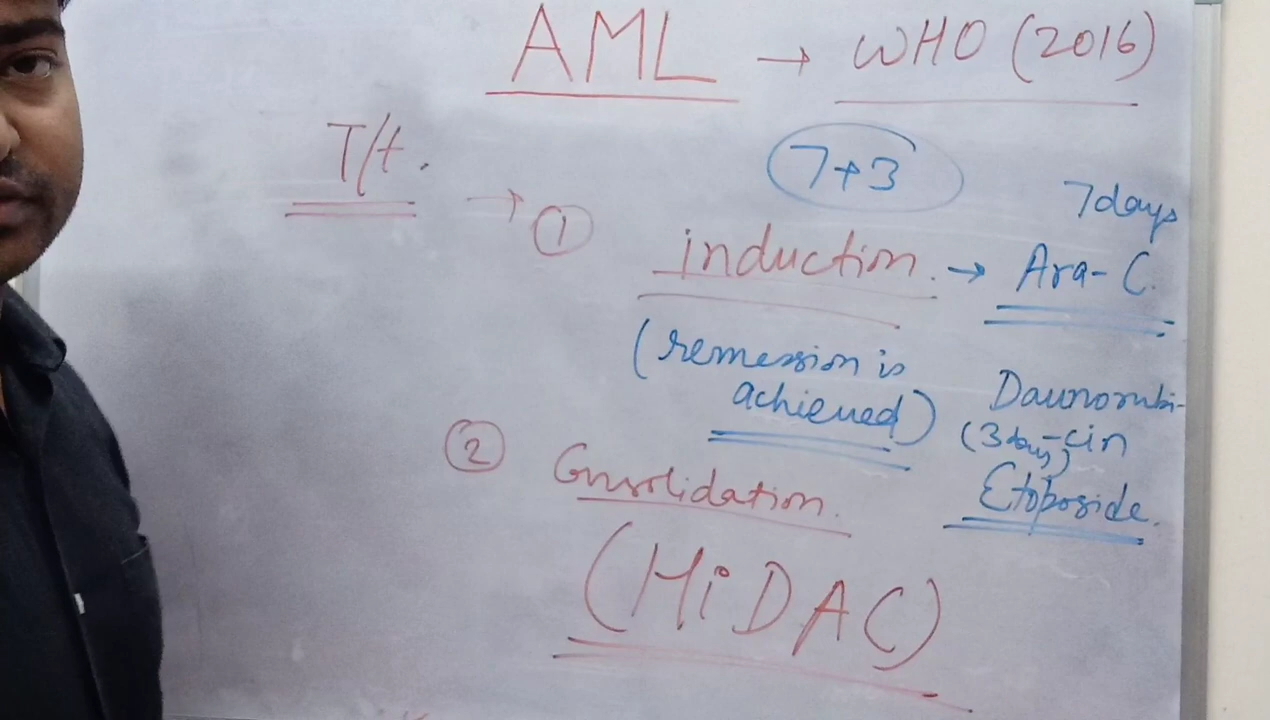 AML → WHO (2016)
T/t. → ①
7+3
7days
induction. → Ara-C.
(remession is
achieved)
Daunorubi-
(3days) -cin
Etoposide.
② Consolidation.
(HiDAC)